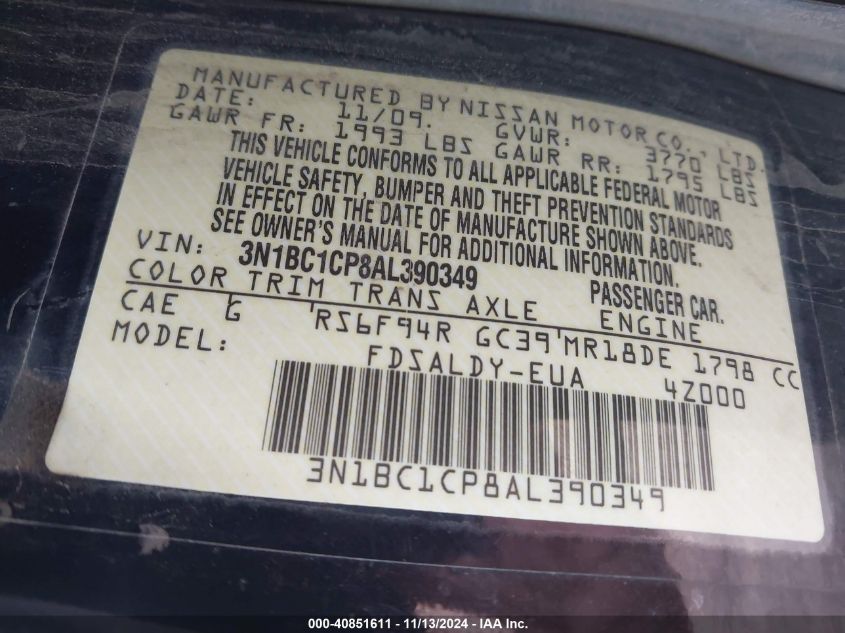 MANUFACTURED BY NISSAN MOTOR CO., LTD.
DATE: 11/09. GVWR: 3770 LBS
GAWR FR: 1993 LBS GAWR RR: 1795 LBS
THIS VEHICLE CONFORMS TO ALL APPLICABLE FEDERAL MOTOR
VEHICLE SAFETY, BUMPER AND THEFT PREVENTION STANDARDS
IN EFFECT ON THE DATE OF MANUFACTURE SHOWN ABOVE.
SEE OWNER'S MANUAL FOR ADDITIONAL INFORMATION.
VIN: 3N1BC1CP8AL390349 PASSENGER CAR.
COLOR TRIM TRANS AXLE ENGINE
CAE G RS6F94R GC39 MR18DE 1798 CC
MODEL: FDSALDY-EUA 4Z000
3N1BC1CP8AL390349
000-40851611 - 11/13/2024 - IAA Inc.